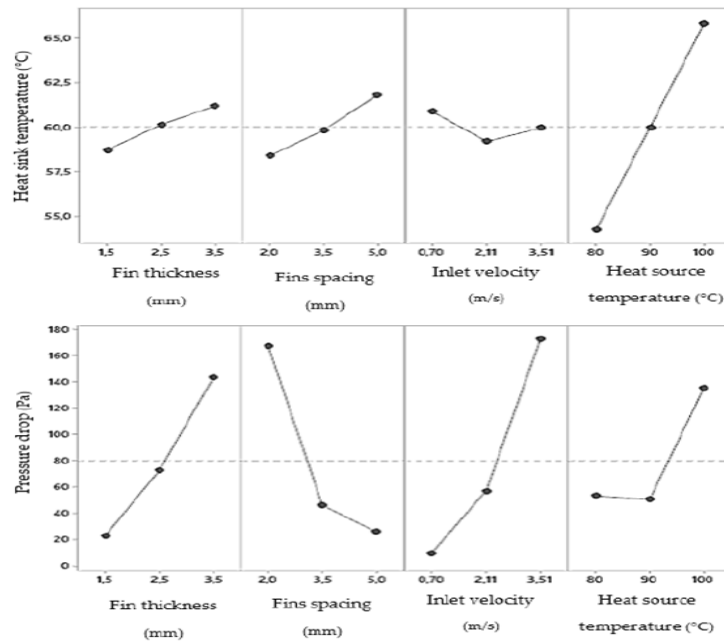 Heat sink temperature (°C)
65,0
62,5
60,0
57,5
55,0
1,5 2,5 3,5 2,0 3,5 5,0 0,70 2,11 3,51 80 90 100
Fin thickness Fins spacing Inlet velocity Heat source
(mm) (mm) (m/s) temperature (°C)
Pressure drop (Pa)
180
160
140
120
100
80
60
40
20
0
1,5 2,5 3,5 2,0 3,5 5,0 0,70 2,11 3,51 80 90 100
Fin thickness Fins spacing Inlet velocity Heat source
(mm) (mm) (m/s) temperature (°C)